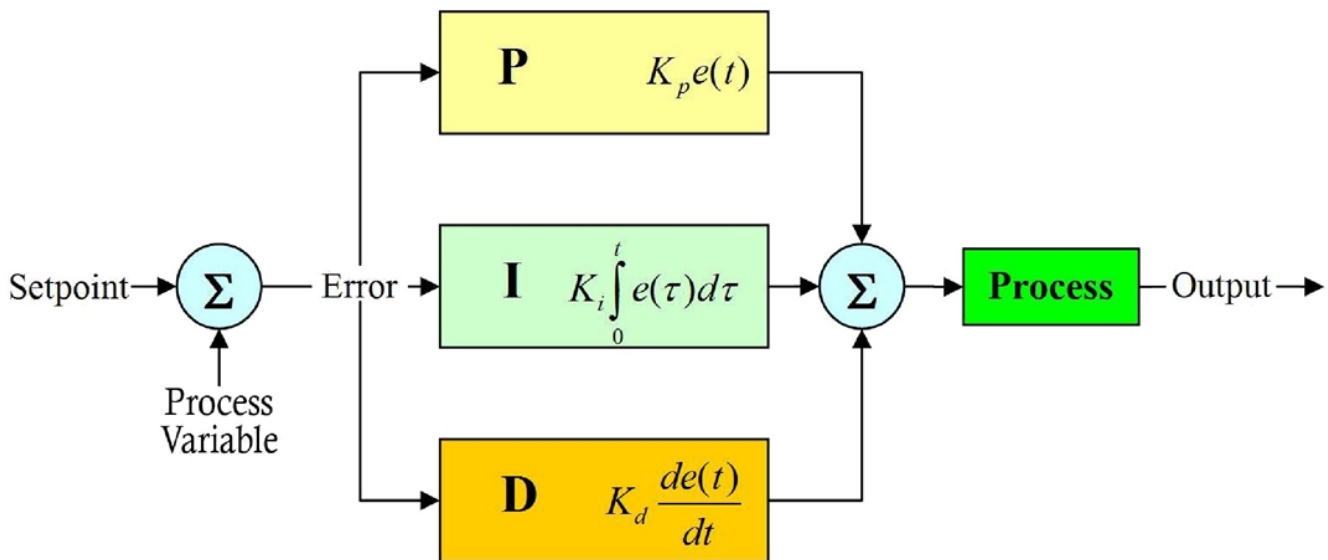 P K_p e(t)
Setpoint Σ Error I K_i ∫_0^t e(τ)dτ Σ Process Output
Process
Variable
D K_d de(t)/dt